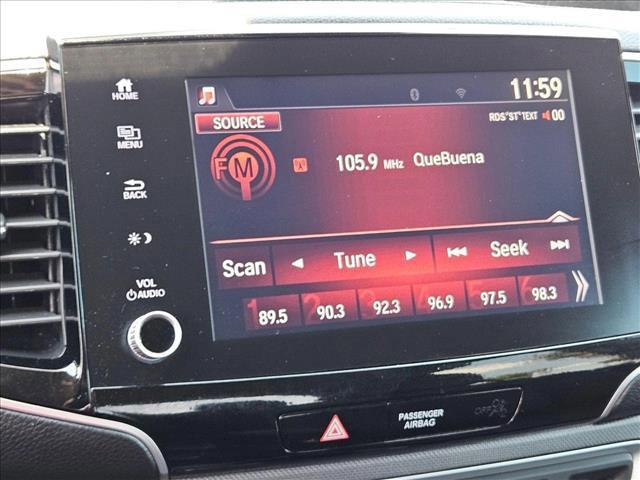 HOME
MENU
BACK
VOL
AUDIO
11:59
SOURCE
RDS ST TEXT 00
FM
105.9 MHz QueBuena
Scan Tune Seek
1 89.5 2 90.3 3 92.3 4 96.9 5 97.5 6 98.3
PASSENGER
AIRBAG
OFF